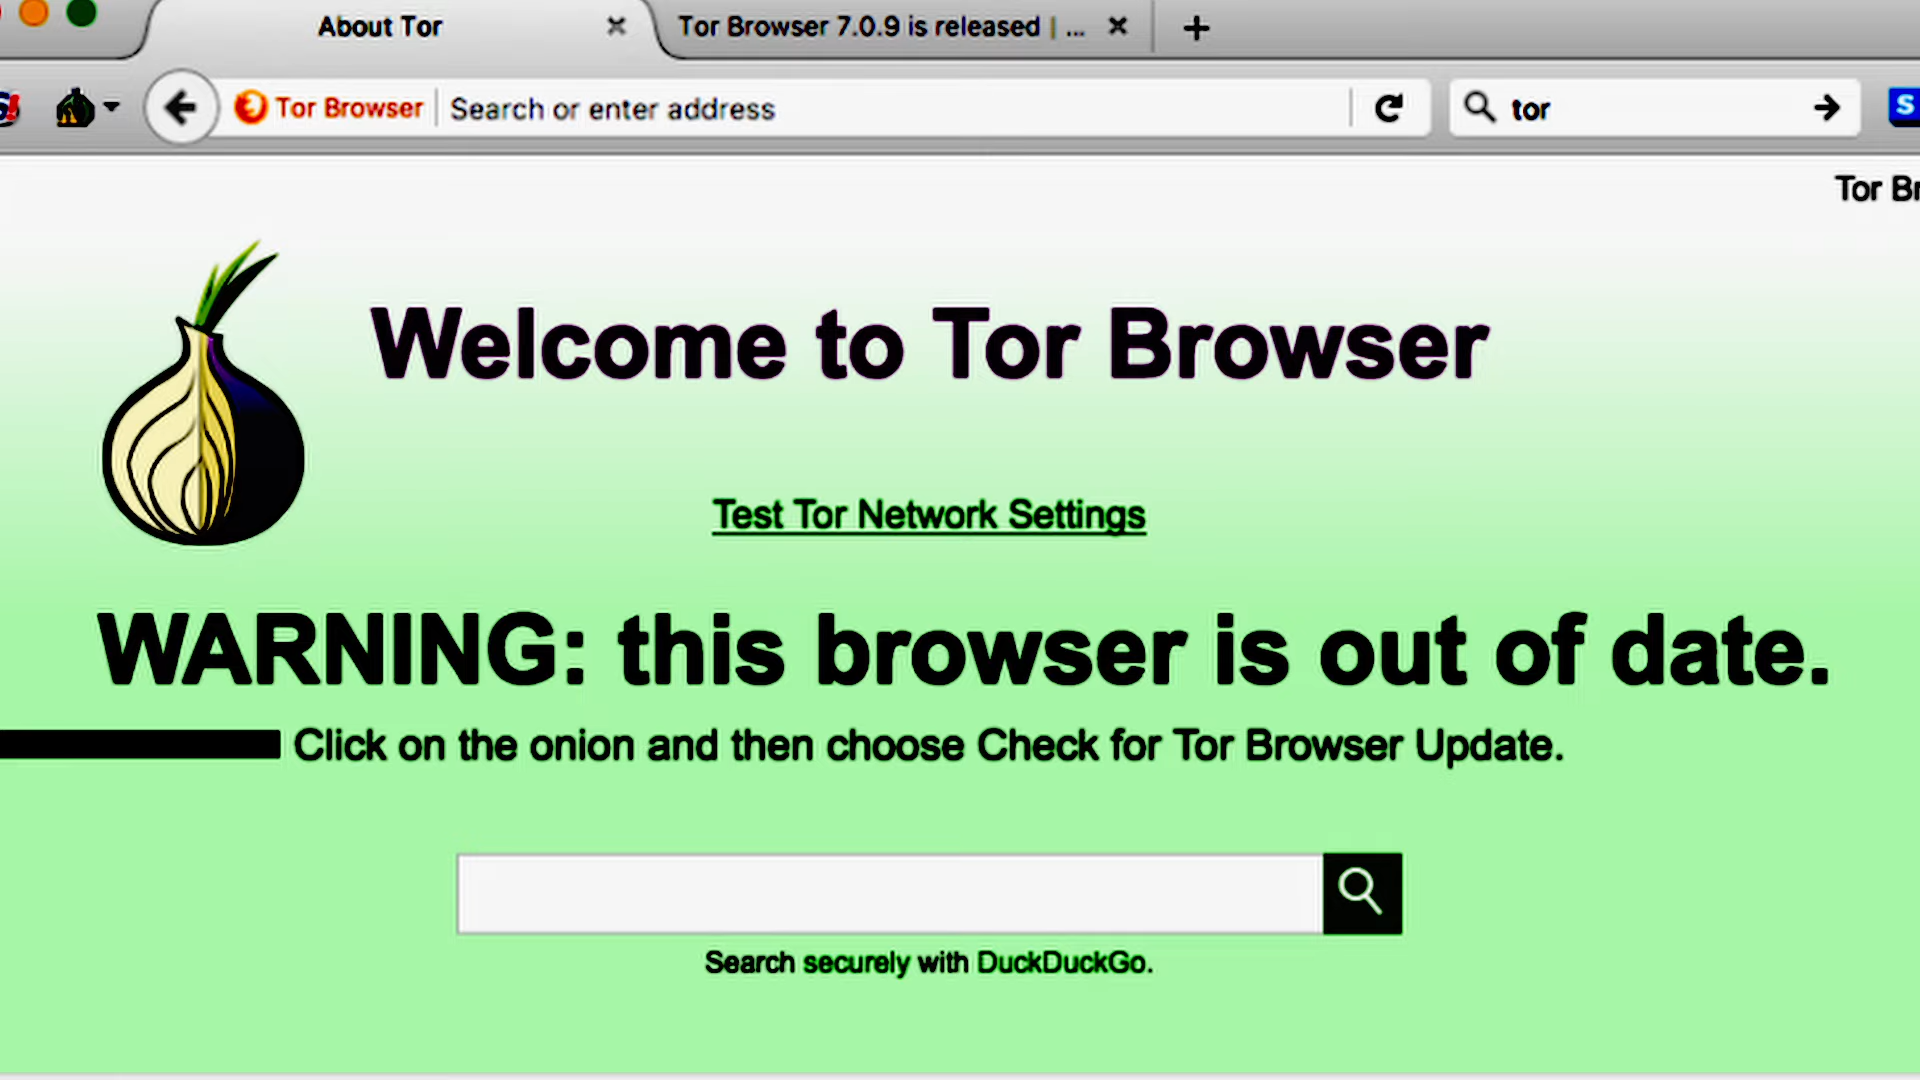 About Tor
Tor Browser 7.0.9 is released | ...
Tor Browser
Search or enter address
tor
S
Tor Br
Welcome to Tor Browser
Test Tor Network Settings
WARNING: this browser is out of date.
Click on the onion and then choose Check for Tor Browser Update.
Search securely with DuckDuckGo.